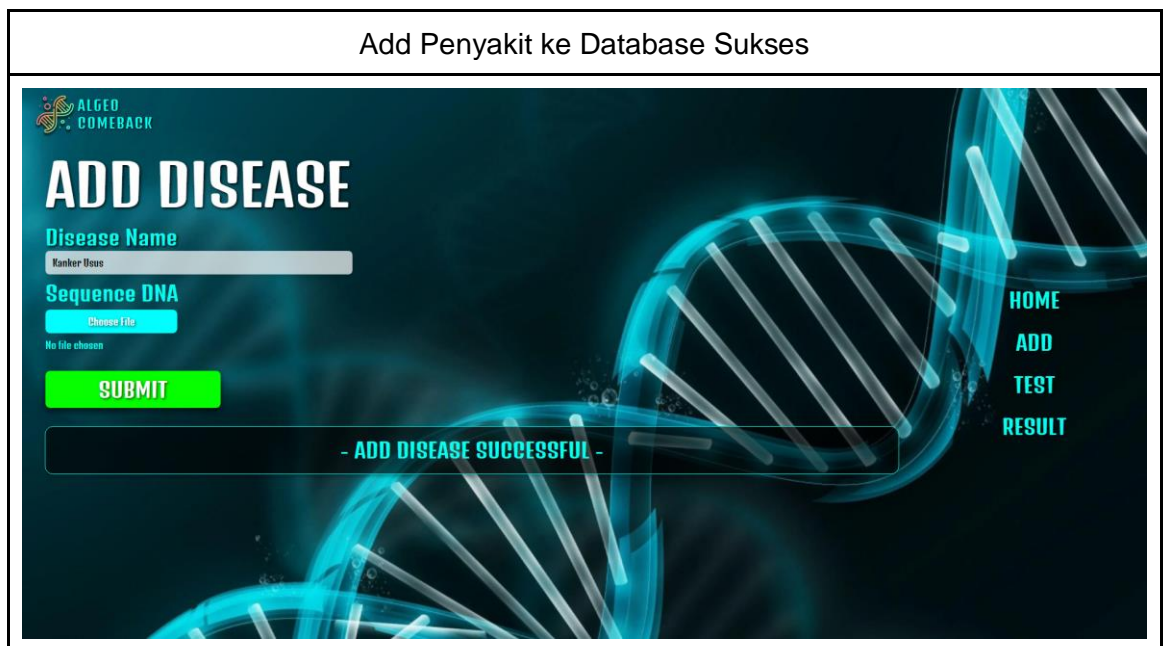 Add Penyakit ke Database Sukses
ALGEO
COMEBACK
ADD DISEASE
Disease Name
Kanker Usus
Sequence DNA
Choose File
No file chosen
SUBMIT
- ADD DISEASE SUCCESSFUL -
HOME
ADD
TEST
RESULT